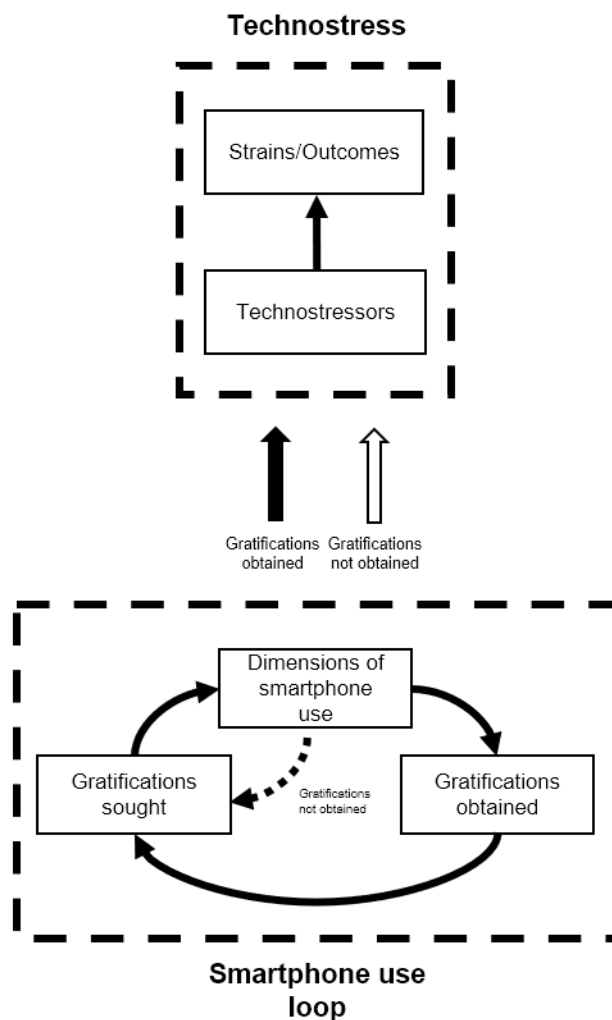 Technostress
Strains/Outcomes
Technostressors
Gratifications
obtained
Gratifications
not obtained
Dimensions of
smartphone
use
Gratifications
sought
Gratifications
not obtained
Gratifications
obtained
Smartphone use
loop